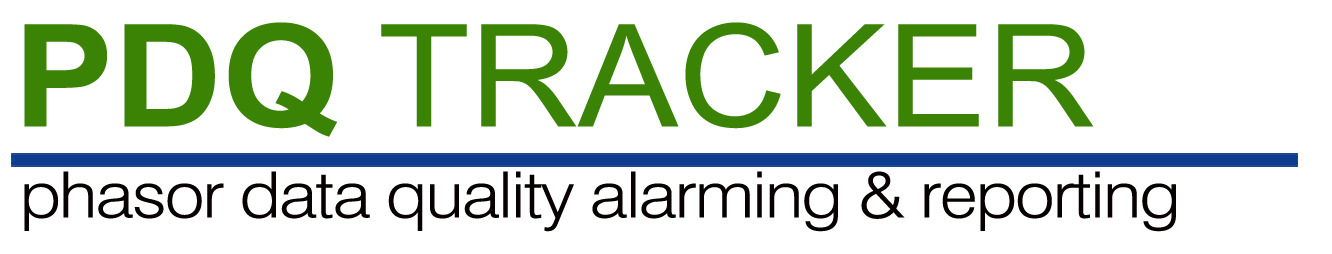 PDQ TRACKER
phasor data quality alarming & reporting